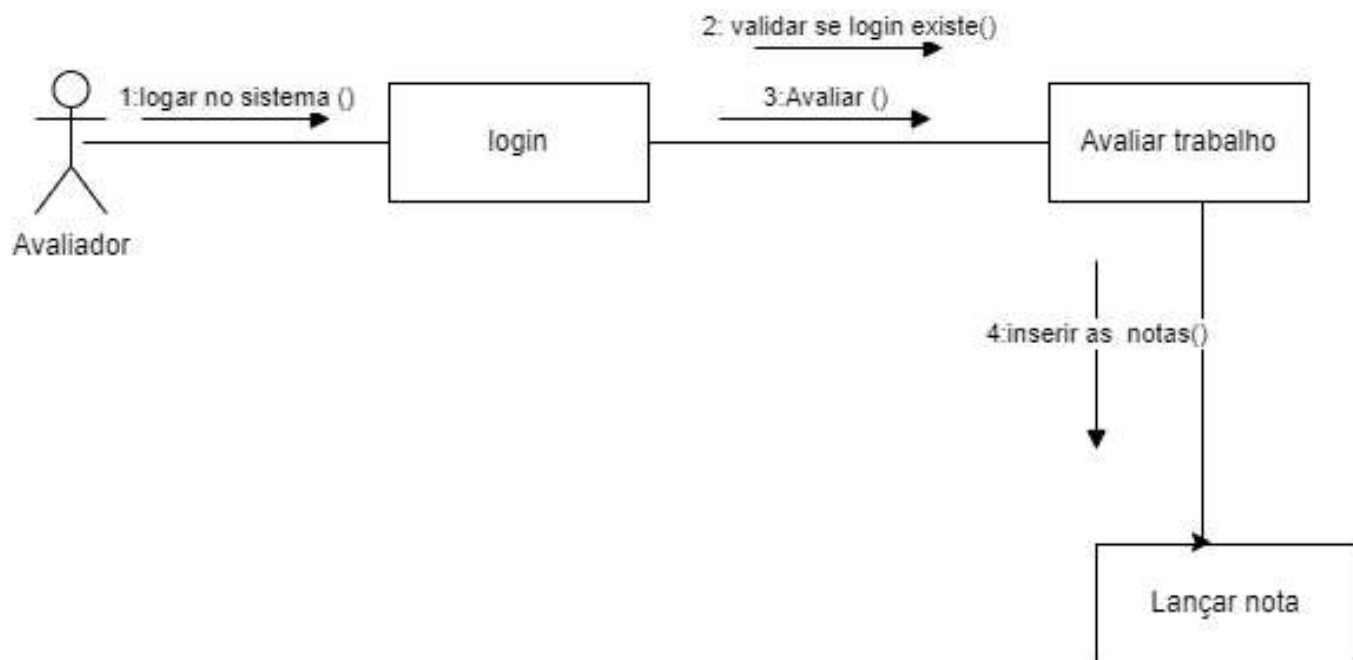 2: validar se login existe()
1:logar no sistema ()
3:Avaliar ()
login
Avaliar trabalho
Avaliador
4:inserir as  notas()
Lançar nota